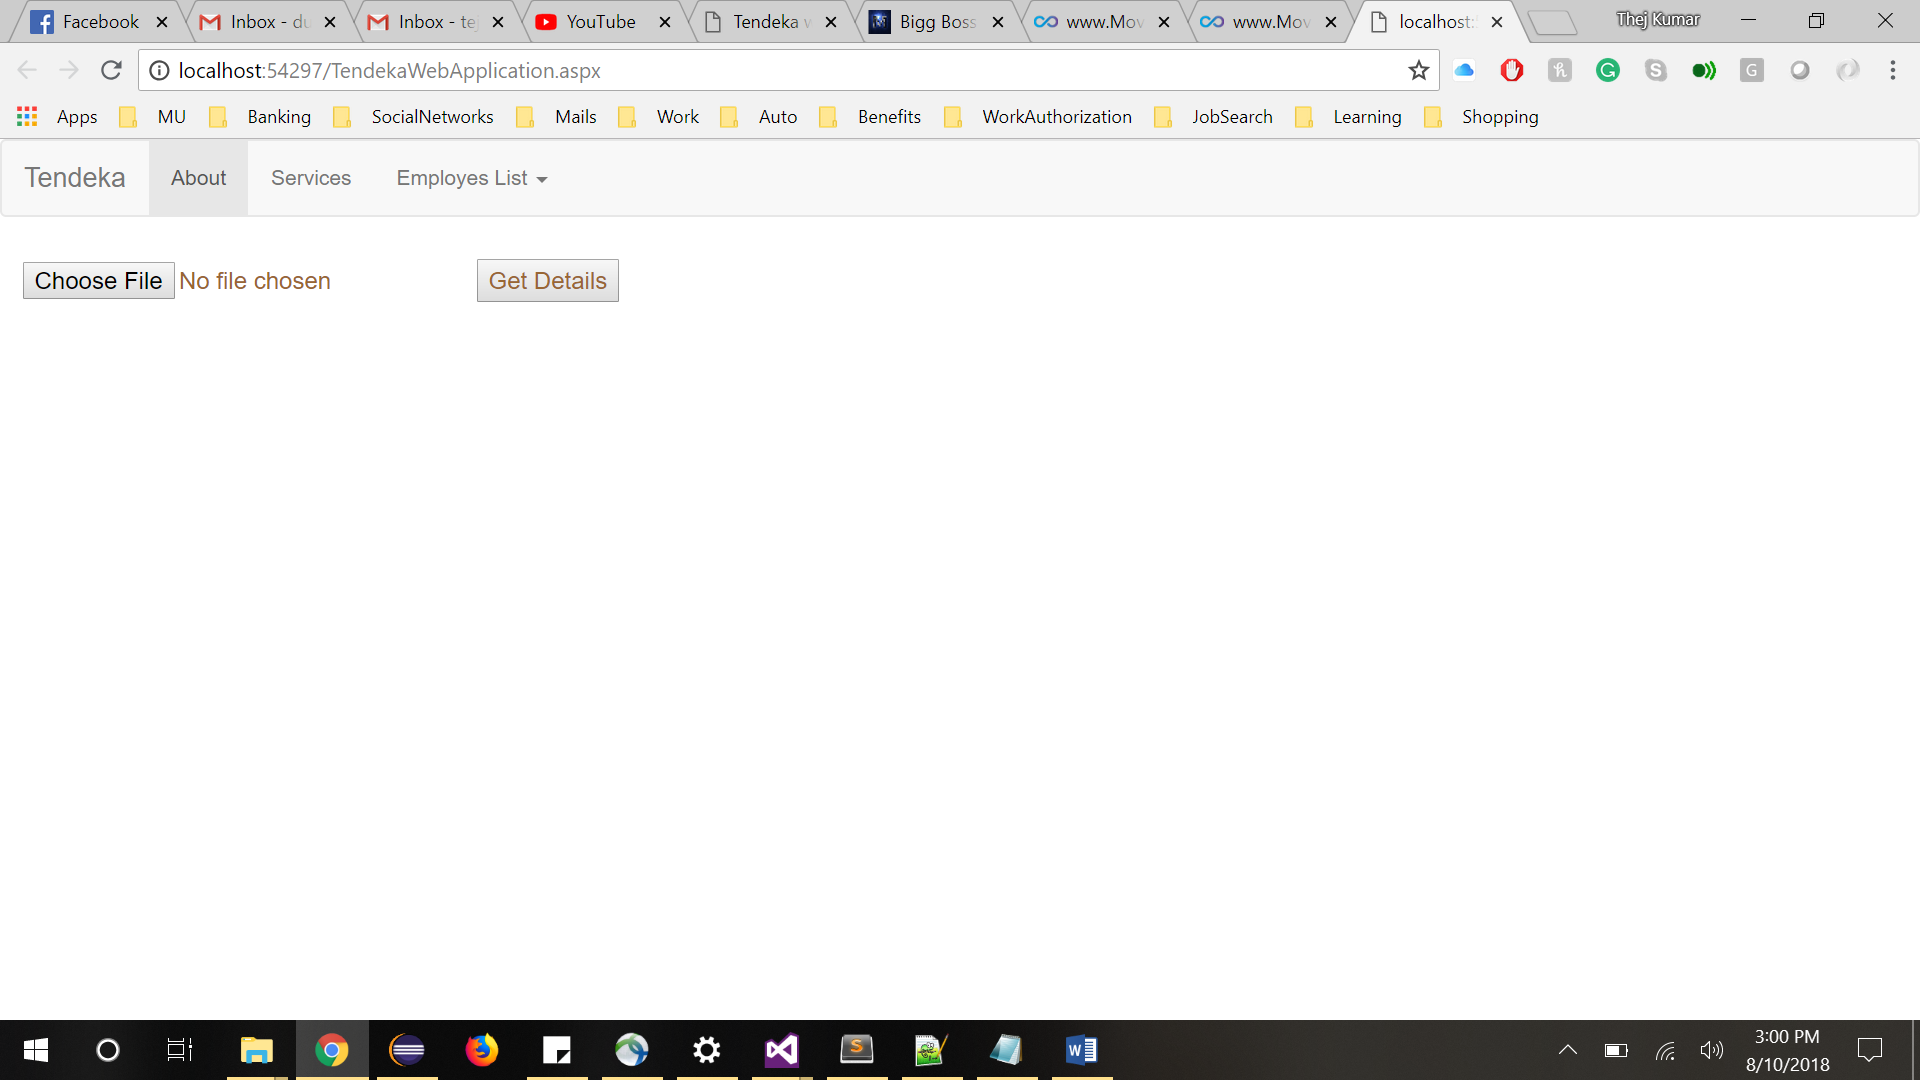 Facebook Inbox - du Inbox - te YouTube Tendeka w Bigg Boss www.Mov www.Mov localhost: Thej Kumar
localhost:54297/TendekaWebApplication.aspx
Apps MU Banking SocialNetworks Mails Work Auto Benefits WorkAuthorization JobSearch Learning Shopping
Tendeka About Services Employes List
Choose File No file chosen Get Details
3:00 PM
8/10/2018